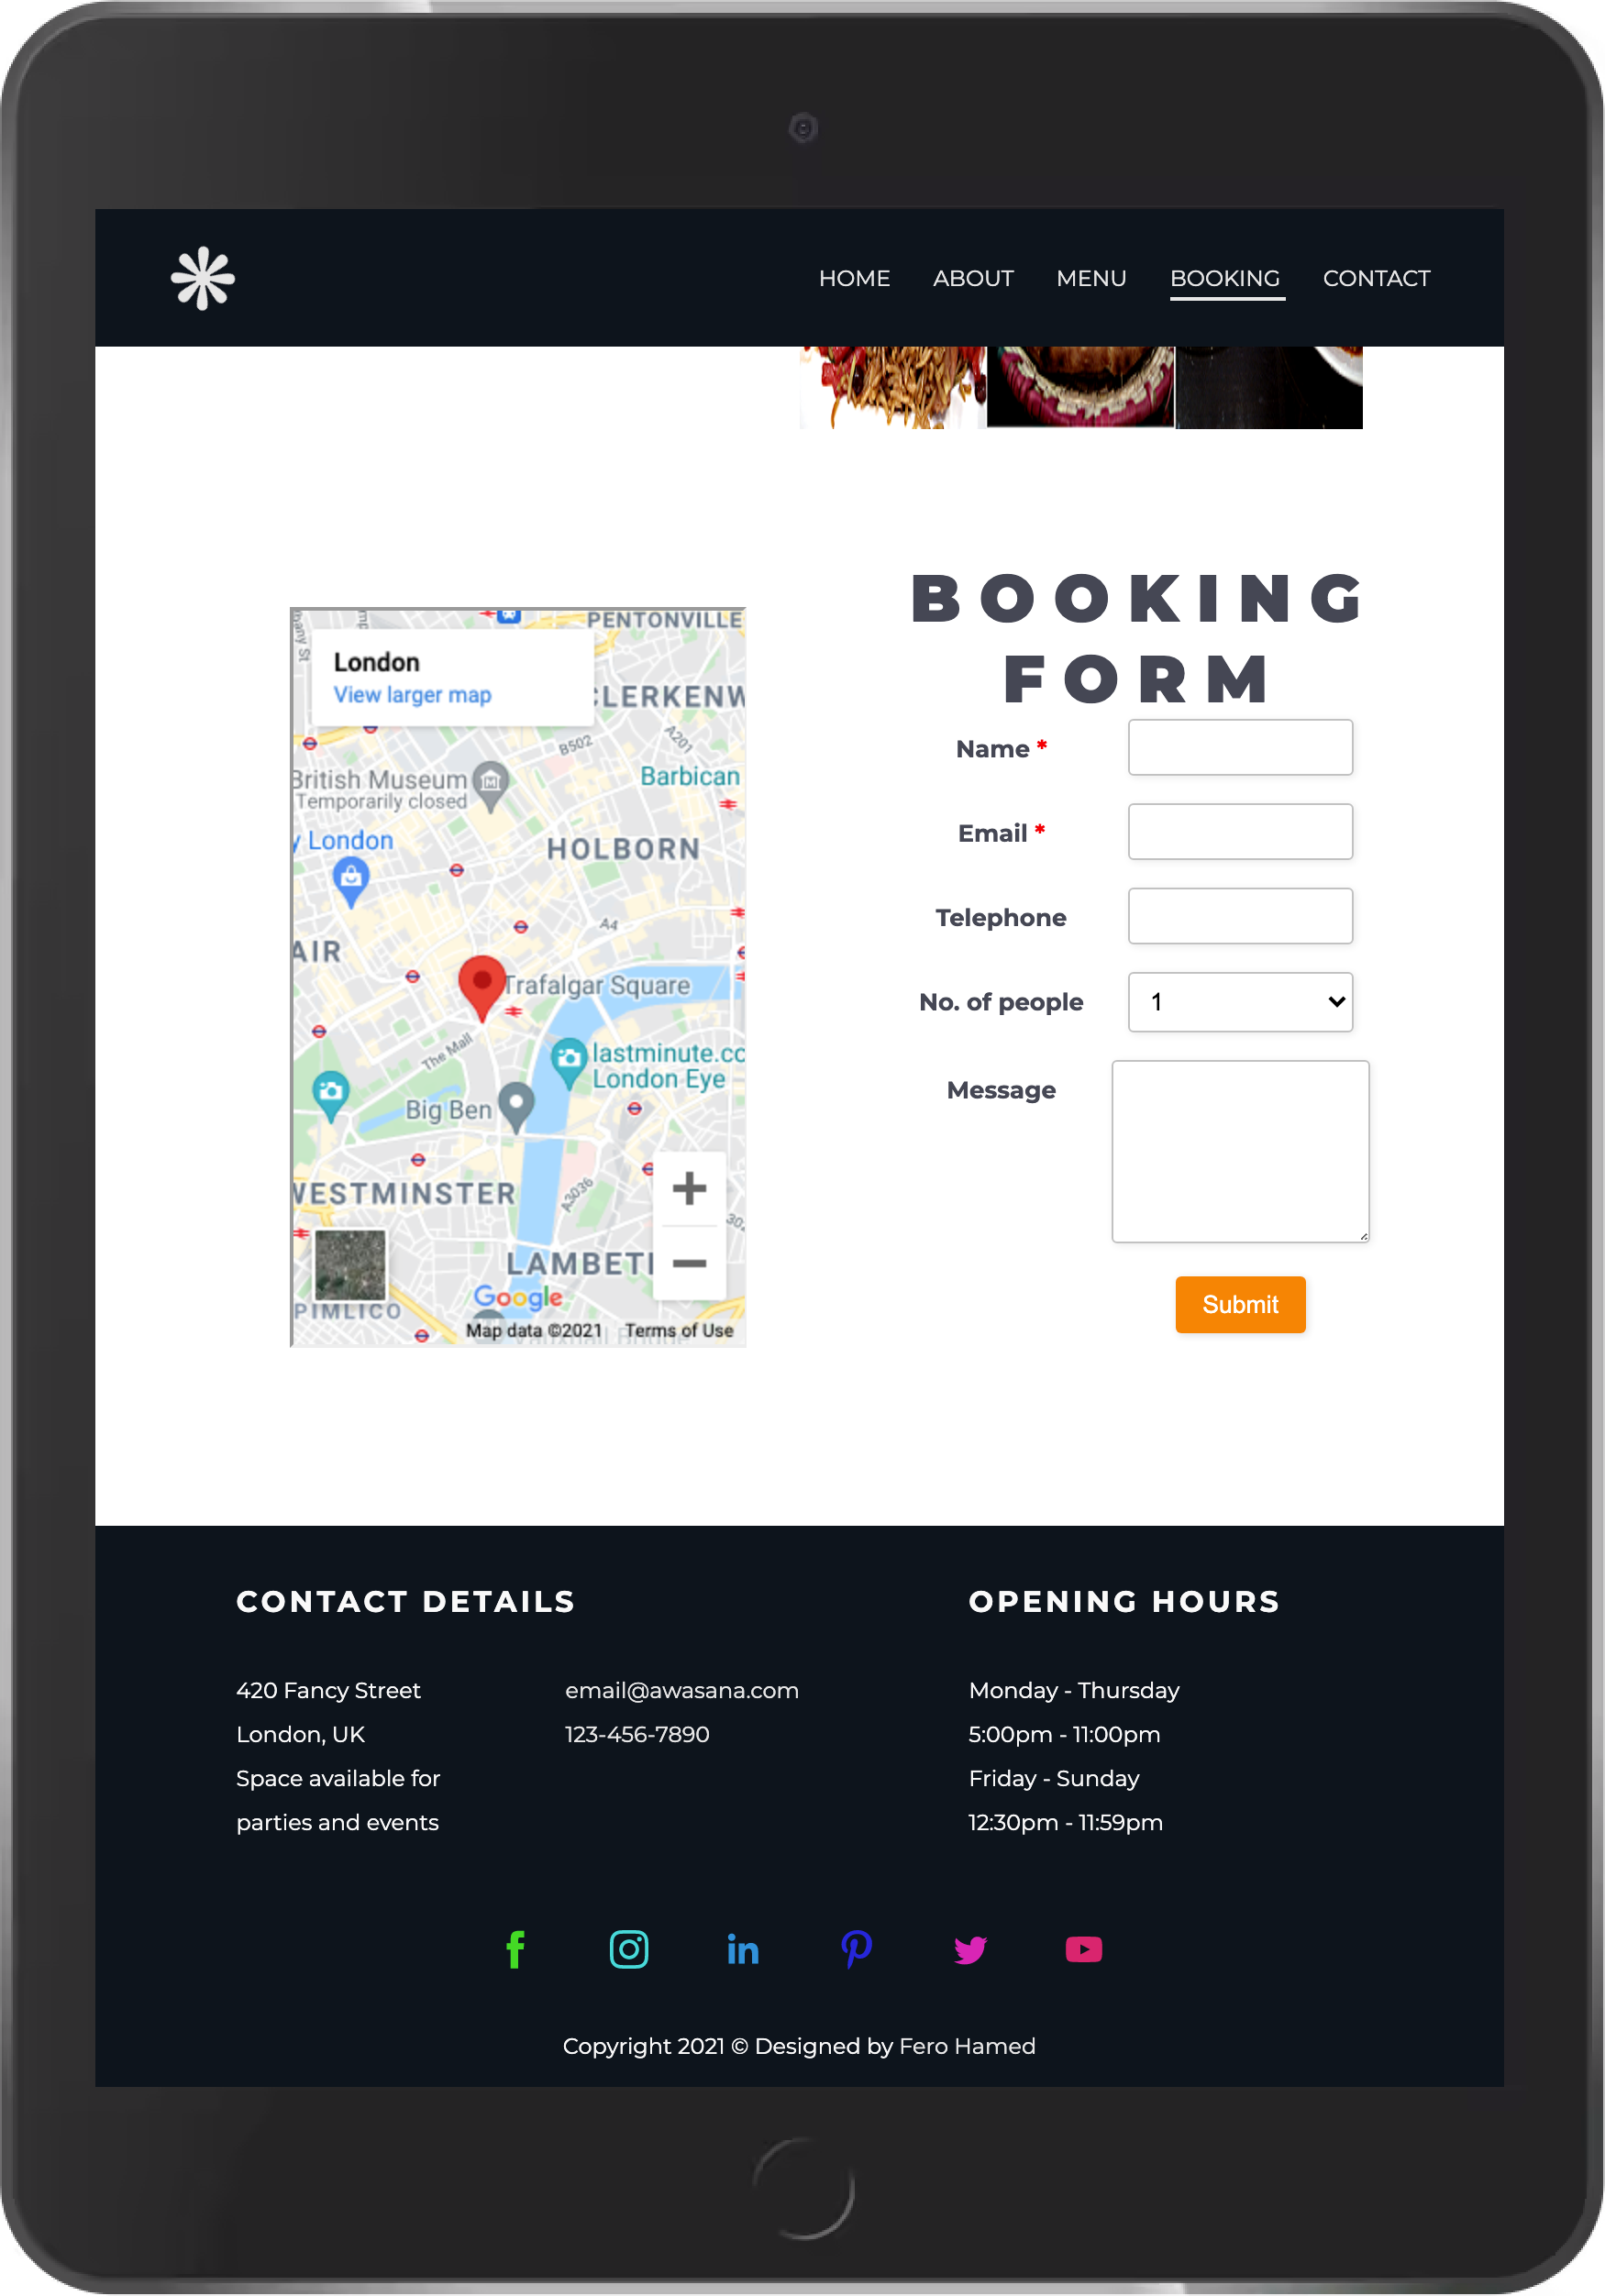 HOME ABOUT MENU BOOKING CONTACT
PENTONVILLE
London
View larger map
CLERKENW
B502
A201
British Museum
Temporarily closed
Barbican
y London
HOLBORN
A4
AIR
Trafalgar Square
The Mall
lastminute.co
London Eye
Big Ben
WESTMINSTER
A3036
LAMBET
Google
PIMLICO
Map data ©2021 Terms of Use
BOOKING
FORM
Name *
Email *
Telephone
No. of people 1
Message
Submit
CONTACT DETAILS
420 Fancy Street
London, UK
Space available for
parties and events
email@awasana.com
123-456-7890
OPENING HOURS
Monday - Thursday
5:00pm - 11:00pm
Friday - Sunday
12:30pm - 11:59pm
f
in
Copyright 2021 © Designed by Fero Hamed